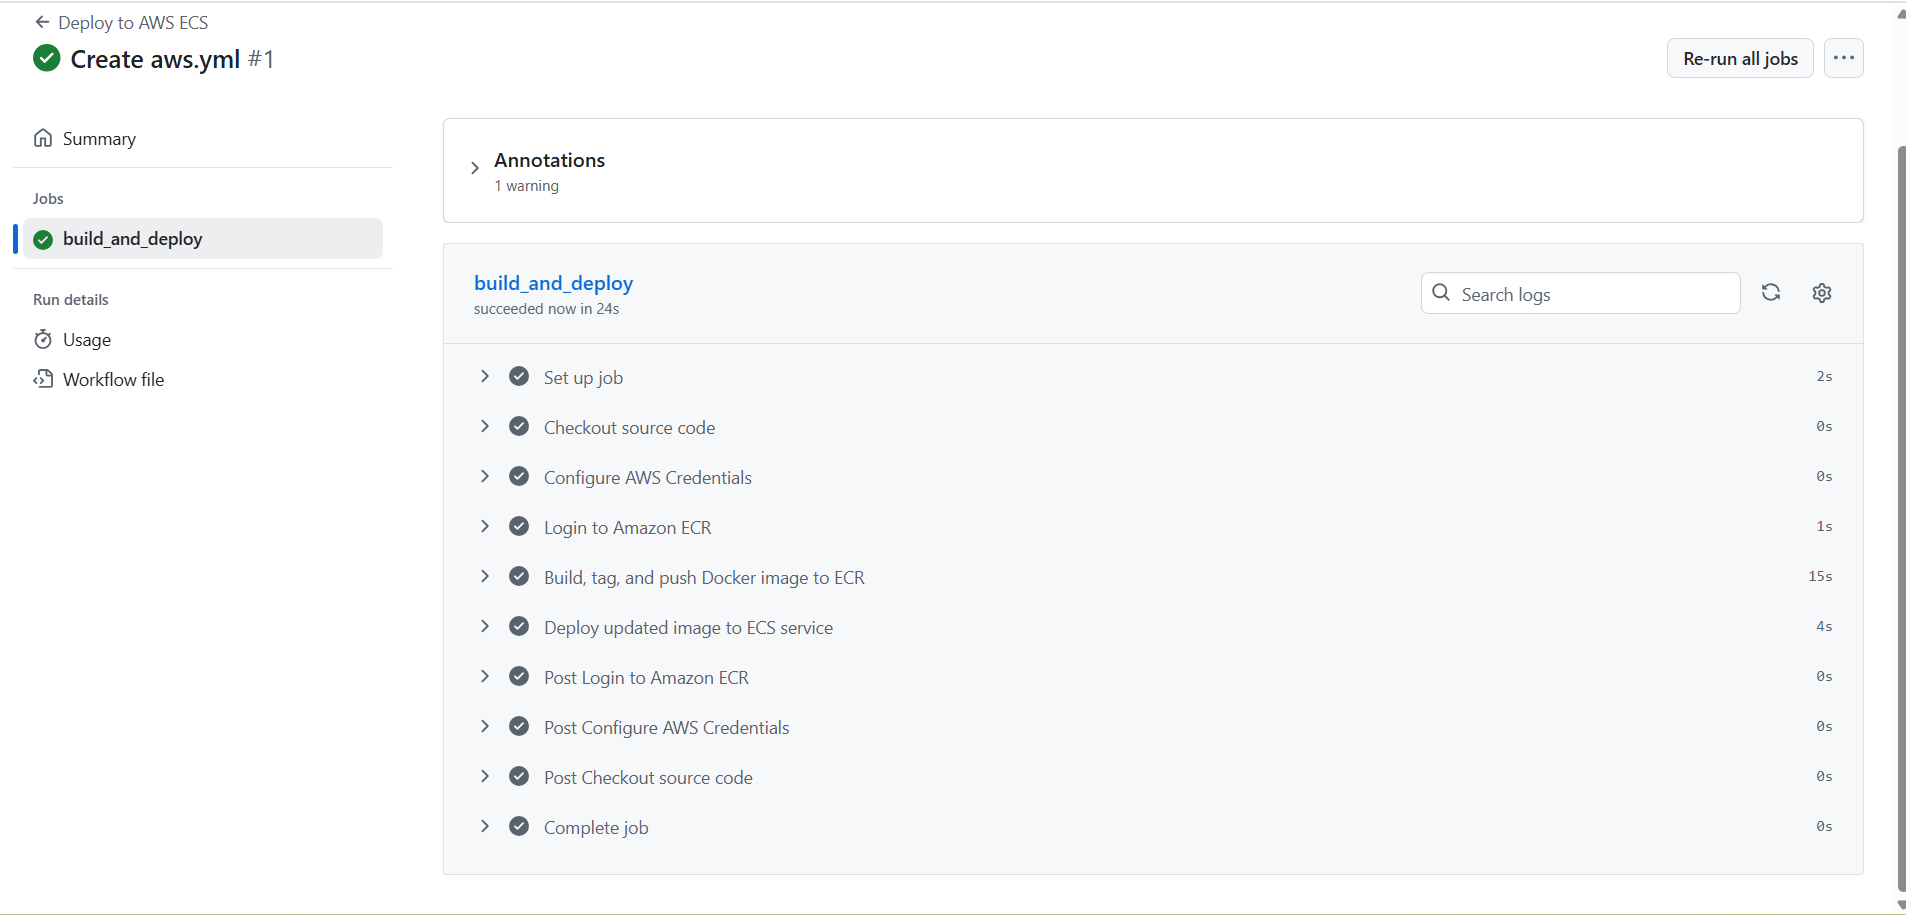 Deploy to AWS ECS
Create aws.yml #1
Re-run all jobs
Summary
Jobs
build_and_deploy
Run details
Usage
Workflow file
Annotations
1 warning
build_and_deploy
succeeded now in 24s
Search logs
Set up job 2s
Checkout source code 0s
Configure AWS Credentials 0s
Login to Amazon ECR 1s
Build, tag, and push Docker image to ECR 15s
Deploy updated image to ECS service 4s
Post Login to Amazon ECR 0s
Post Configure AWS Credentials 0s
Post Checkout source code 0s
Complete job 0s